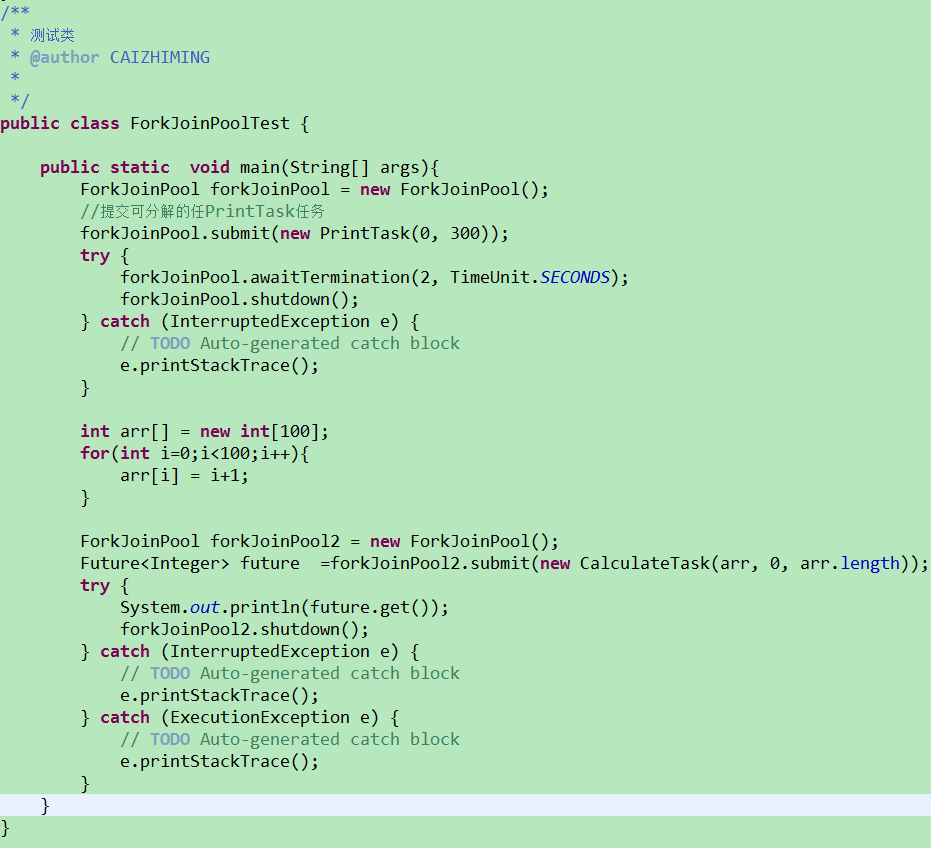 /**
 * 测试类
 * @author CAIZHIMING
 *
 */
public class ForkJoinPoolTest {
    public static  void main(String[] args){
        ForkJoinPool forkJoinPool = new ForkJoinPool();
        //提交可分解的任PrintTask任务
        forkJoinPool.submit(new PrintTask(0, 300));
        try {
            forkJoinPool.awaitTermination(2, TimeUnit.SECONDS);
            forkJoinPool.shutdown();
        } catch (InterruptedException e) {
            // TODO Auto-generated catch block
            e.printStackTrace();
        }
        int arr[] = new int[100];
        for(int i=0;i<100;i++){
            arr[i] = i+1;
        }
        ForkJoinPool forkJoinPool2 = new ForkJoinPool();
        Future<Integer> future  =forkJoinPool2.submit(new CalculateTask(arr, 0, arr.length));
        try {
            System.out.println(future.get());
            forkJoinPool2.shutdown();
        } catch (InterruptedException e) {
            // TODO Auto-generated catch block
            e.printStackTrace();
        } catch (ExecutionException e) {
            // TODO Auto-generated catch block
            e.printStackTrace();
        }
    }
}